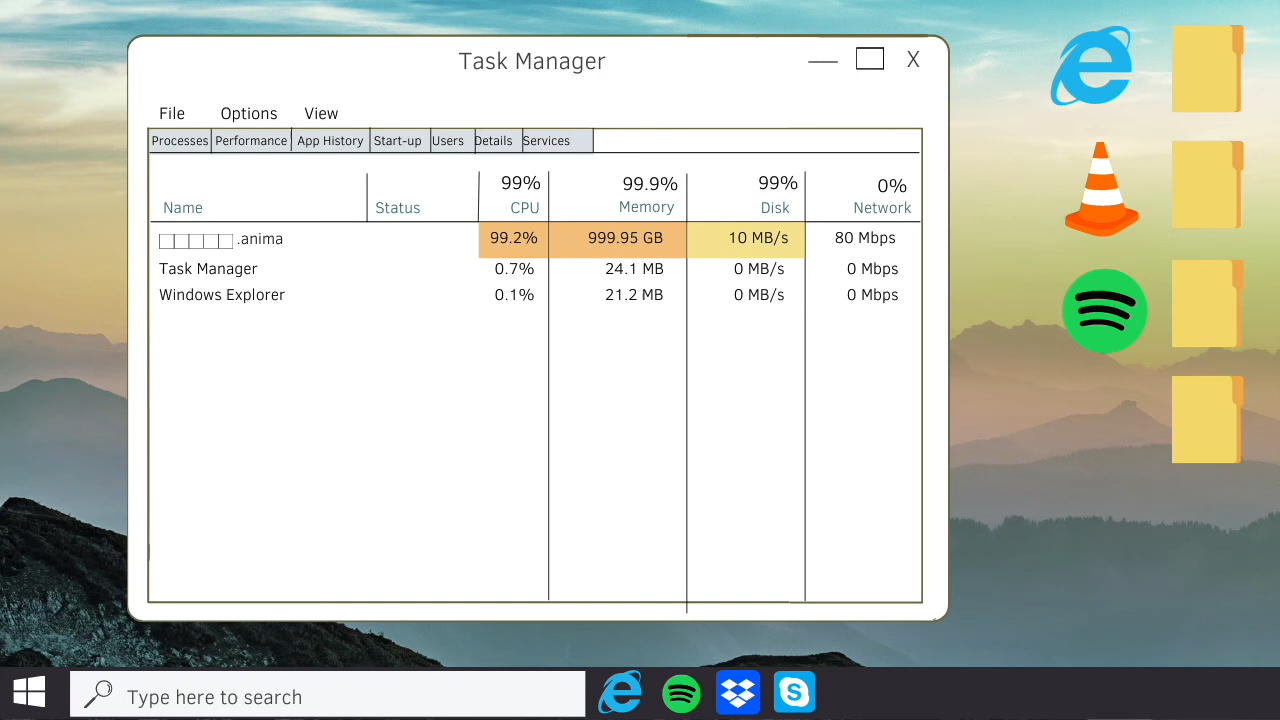 Task Manager X
File Options View
Processes Performance App History Start-up Users Details Services
99% 99.9% 99% 0%
Name Status CPU Memory Disk Network
□□□□□.anima 99.2% 999.95 GB 10 MB/s 80 Mbps
Task Manager 0.7% 24.1 MB 0 MB/s 0 Mbps
Windows Explorer 0.1% 21.2 MB 0 MB/s 0 Mbps
Type here to search